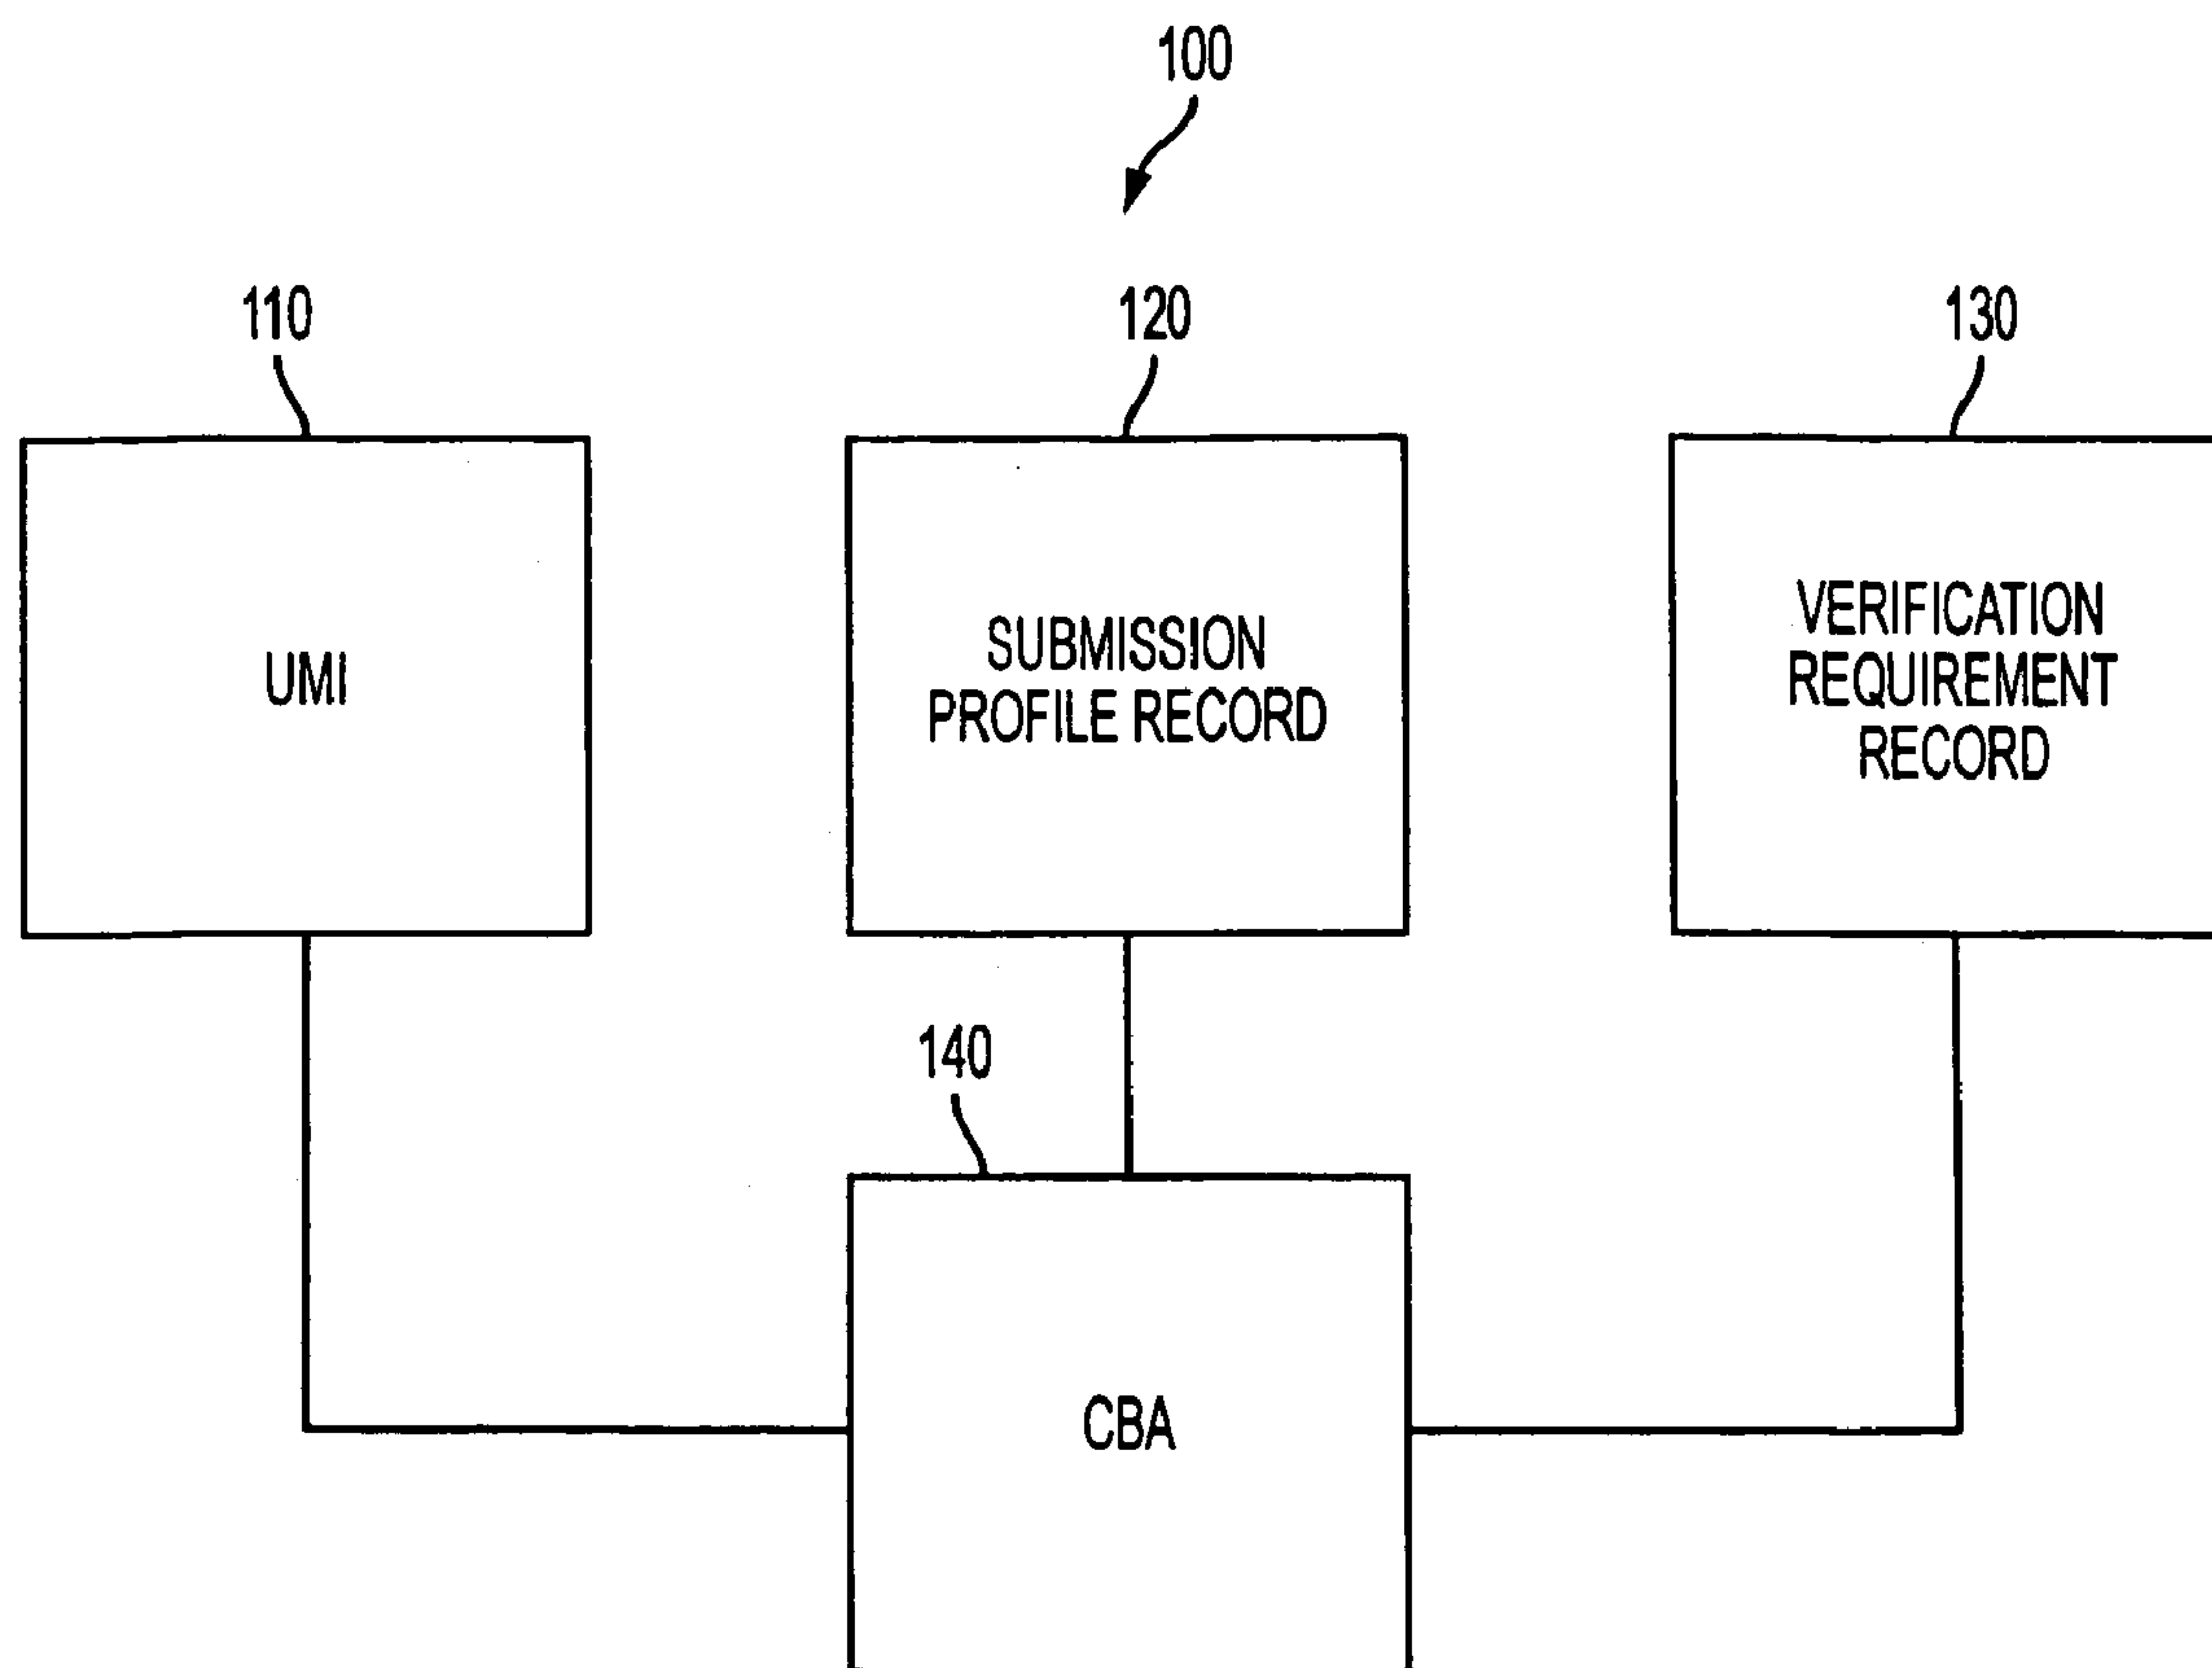 100
110
120
130
UMI
SUBMISSION
PROFILE RECORD
VERIFICATION
REQUIREMENT
RECORD
140
CBA